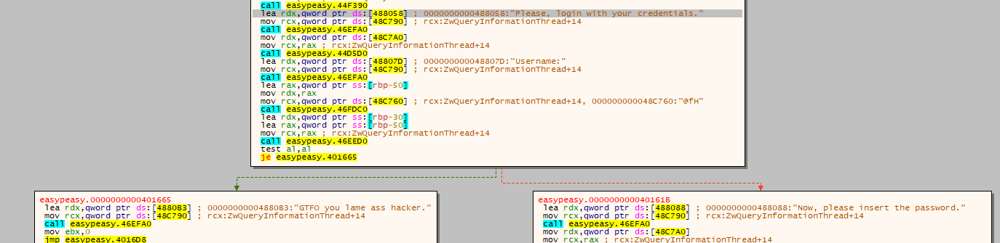 call easypeasy.44F390
lea rdx,qword ptr ds:[488058] ; 0000000000488058:"Please, login with your credentials."
mov rcx,qword ptr ds:[48C790] ; rcx:ZwQueryInformationThread+14
call easypeasy.46EFA0
mov rdx,qword ptr ds:[48C7A0]
mov rcx,rax ; rcx:ZwQueryInformationThread+14
call easypeasy.44D5D0
lea rdx,qword ptr ds:[48807D] ; 000000000048807D:"Username:"
mov rcx,qword ptr ds:[48C790] ; rcx:ZwQueryInformationThread+14
call easypeasy.46EFA0
lea rax,qword ptr ss:[rbp-50]
mov rdx,rax
mov rcx,qword ptr ds:[48C760] ; rcx:ZwQueryInformationThread+14, 000000000048C760:"@fH"
call easypeasy.46FDC0
lea rdx,qword ptr ss:[rbp-30]
lea rax,qword ptr ss:[rbp-50]
mov rcx,rax ; rcx:ZwQueryInformationThread+14
call easypeasy.46EED0
test al,al
je easypeasy.401665
easypeasy.0000000000401665
lea rdx,qword ptr ds:[4880B3] ; 00000000004880B3:"GTFO you lame ass hacker."
mov rcx,qword ptr ds:[48C790] ; rcx:ZwQueryInformationThread+14
call easypeasy.46EFA0
mov ebx,0
jmp easypeasy.4016D8
easypeasy.000000000040161B
lea rdx,qword ptr ds:[488088] ; 0000000000488088:"Now, please insert the password."
mov rcx,qword ptr ds:[48C790] ; rcx:ZwQueryInformationThread+14
call easypeasy.46EFA0
mov rdx,qword ptr ds:[48C7A0]
mov rcx,rax ; rcx:ZwQueryInformationThread+14